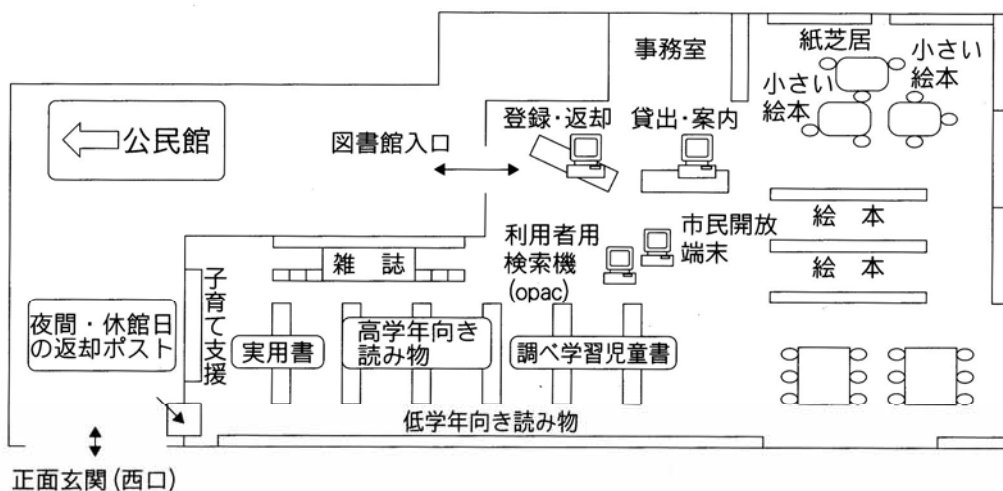 事務室
紙芝居
小さい
絵本
小さい
絵本
公民館
図書館入口
登録・返却
貸出・案内
絵 本
絵 本
利用者用
検索機
(opac)
市民開放
端末
雑 誌
子育て支援
夜間・休館日
の返却ポスト
実用書
高学年向き
読み物
調べ学習児童書
低学年向き読み物
正面玄関(西口)